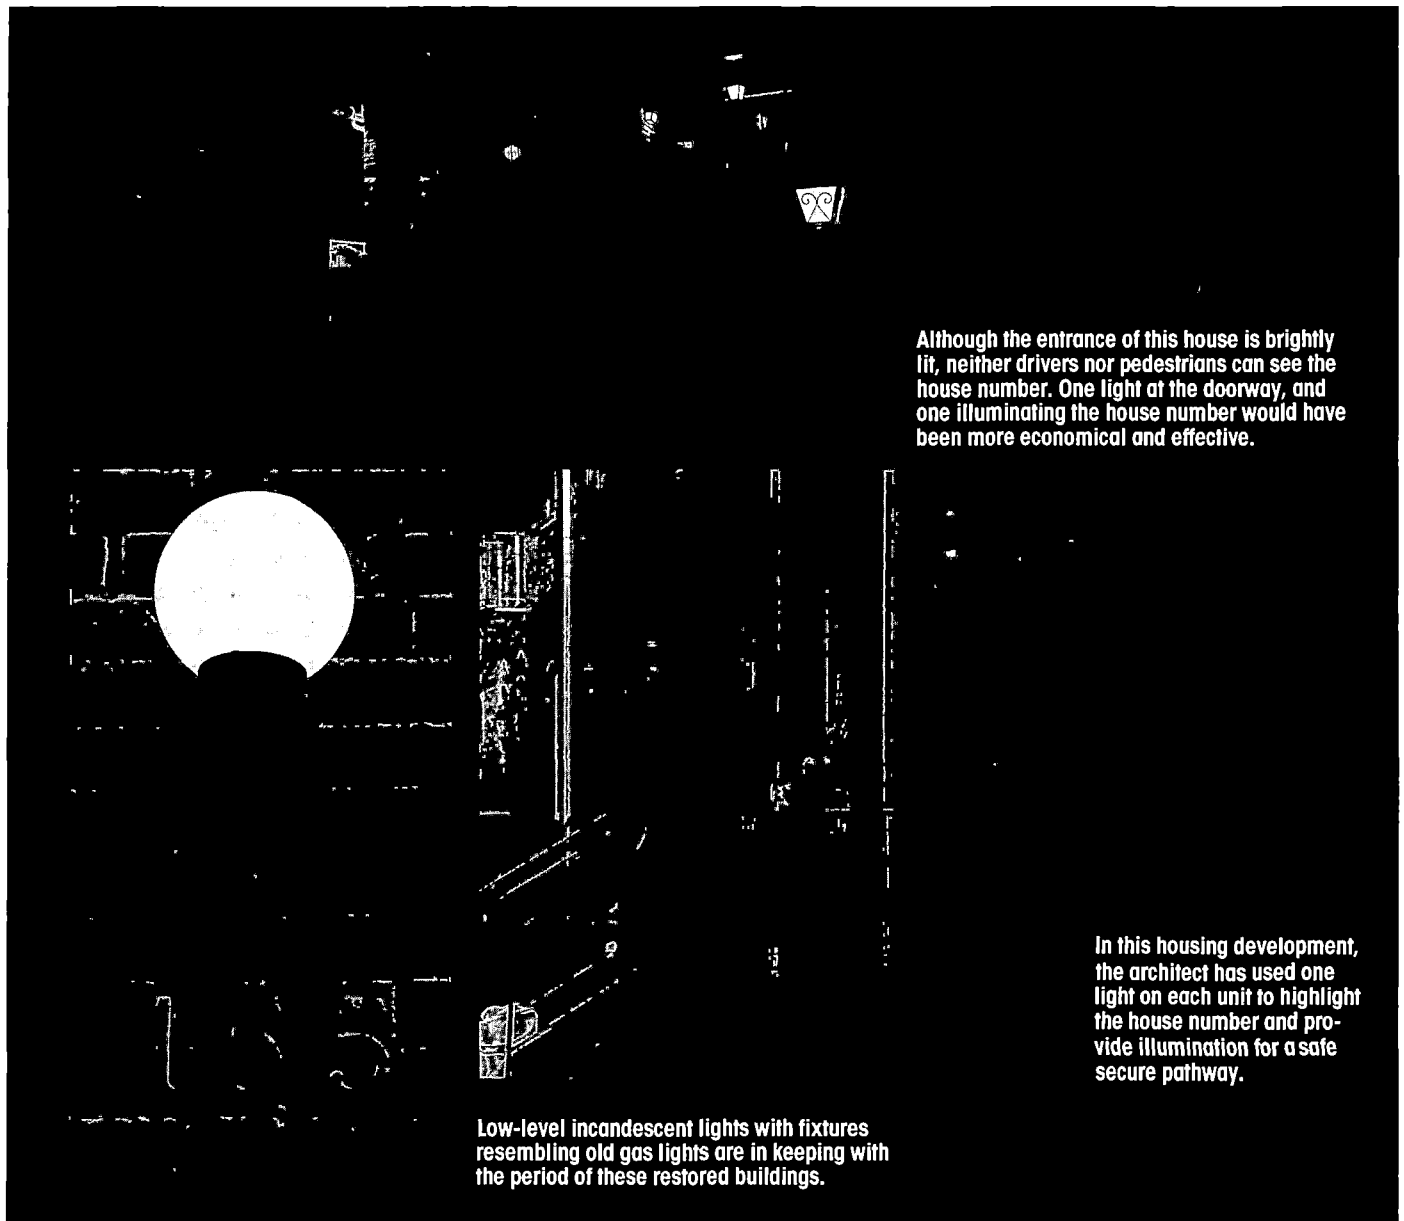 Although the entrance of this house is brightly
lit, neither drivers nor pedestrians can see the
house number. One light at the doorway, and
one illuminating the house number would have
been more economical and effective.
In this housing development,
the architect has used one
light on each unit to highlight
the house number and pro-
vide illumination for a safe
secure pathway.
Low-level incandescent lights with fixtures
resembling old gas lights are in keeping with
the period of these restored buildings.